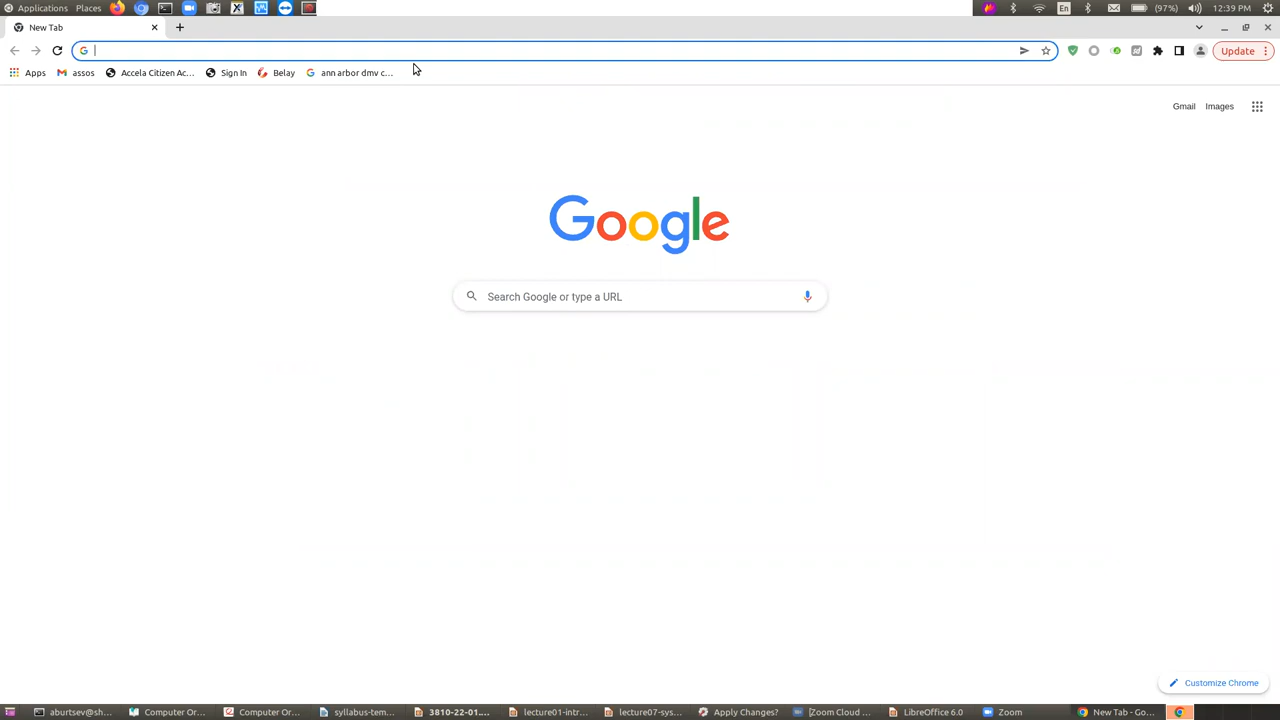 Applications Places En (97%) 12:39 PM
New Tab
Update
Apps assos Accela Citizen Ac... Sign In Belay ann arbor dmv c...
Gmail Images
Google
Search Google or type a URL
Customize Chrome
aburtsev@sh... Computer Or... Computer Or... syllabus-tem... 3810-22-01.... lecture01-intr... lecture07-sys... Apply Changes? [Zoom Cloud ... LibreOffice 6.0 Zoom New Tab - Go...